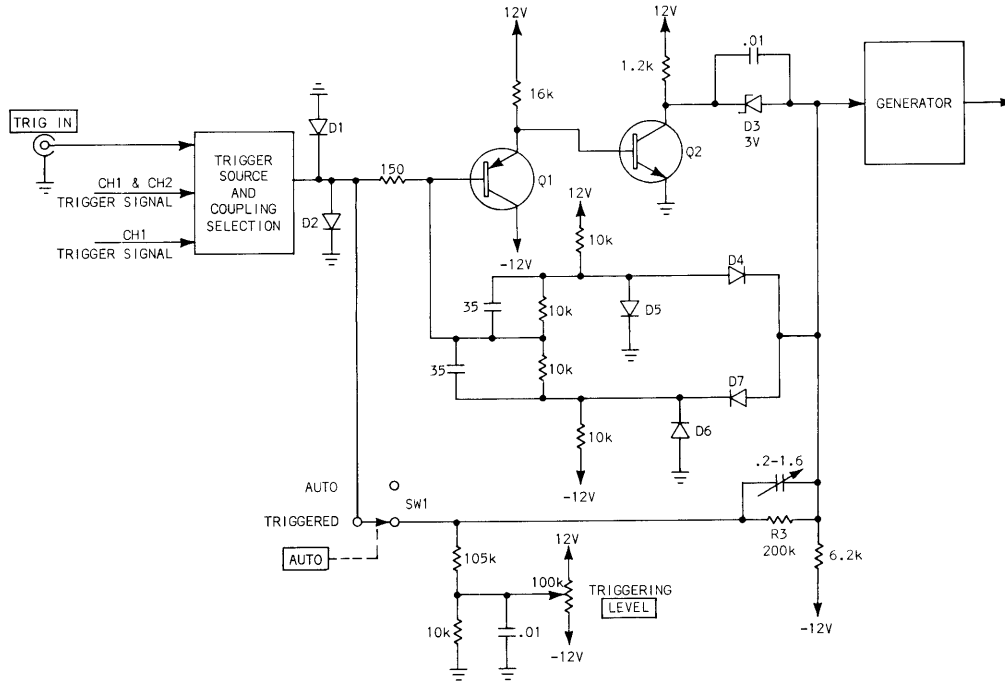 12V
12V
.01
1.2k
16k
GENERATOR
D3
3V
TRIG IN
D1
TRIGGER
SOURCE
AND
COUPLING
SELECTION
150
Q1
Q2
CH1 & CH2
TRIGGER SIGNAL
D2
12V
CH1
TRIGGER SIGNAL
-12V
10k
D4
35
10k
D5
35
10k
D7
10k
D6
-12V
.2-1.6
AUTO
SW1
TRIGGERED
R3
200k
6.2k
AUTO
105k
12V
100k
TRIGGERING
LEVEL
10k
.01
-12V
-12V